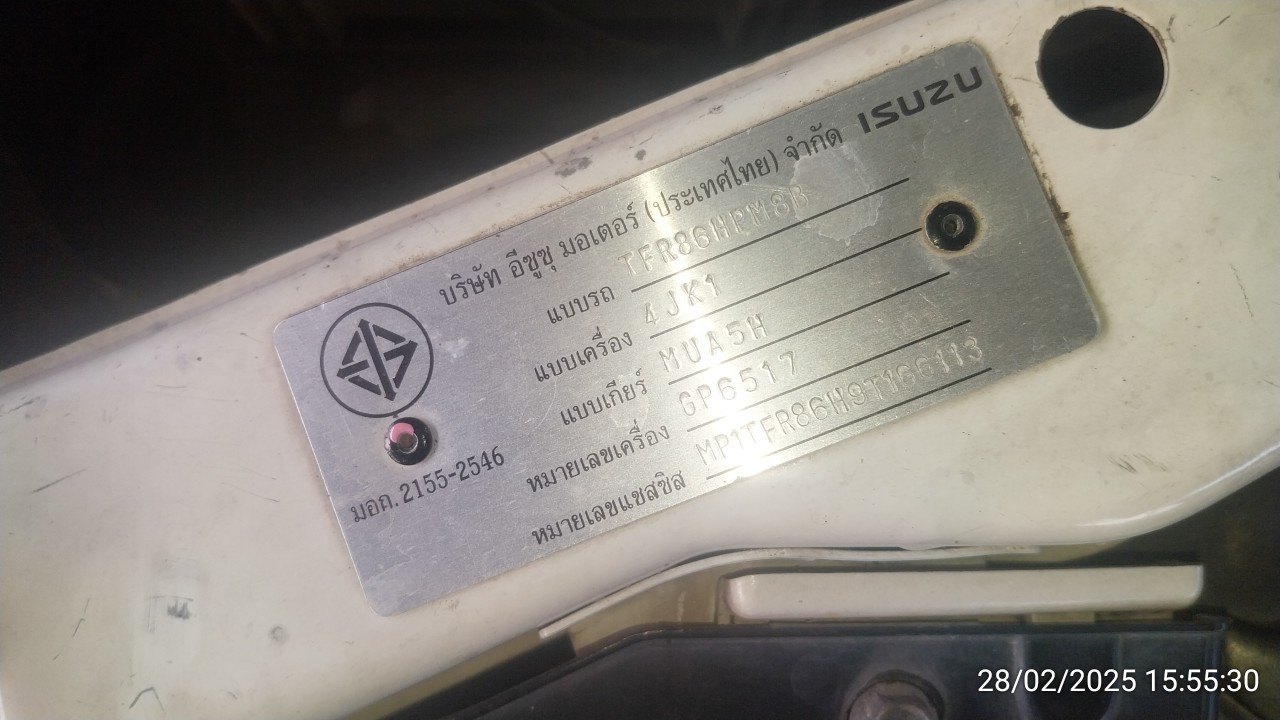 บริษัท อีซูซุ มอเตอร์ (ประเทศไทย) จำกัด ISUZU
แบบรถ TFR86HPM8B
แบบเครื่อง 4JK1
แบบเกียร์ MUA5H
หมายเลขเครื่อง GP6517
หมายเลขแชสซิส MP1TFR86H9T166113
มอก.2155-2546
28/02/2025 15:55:30